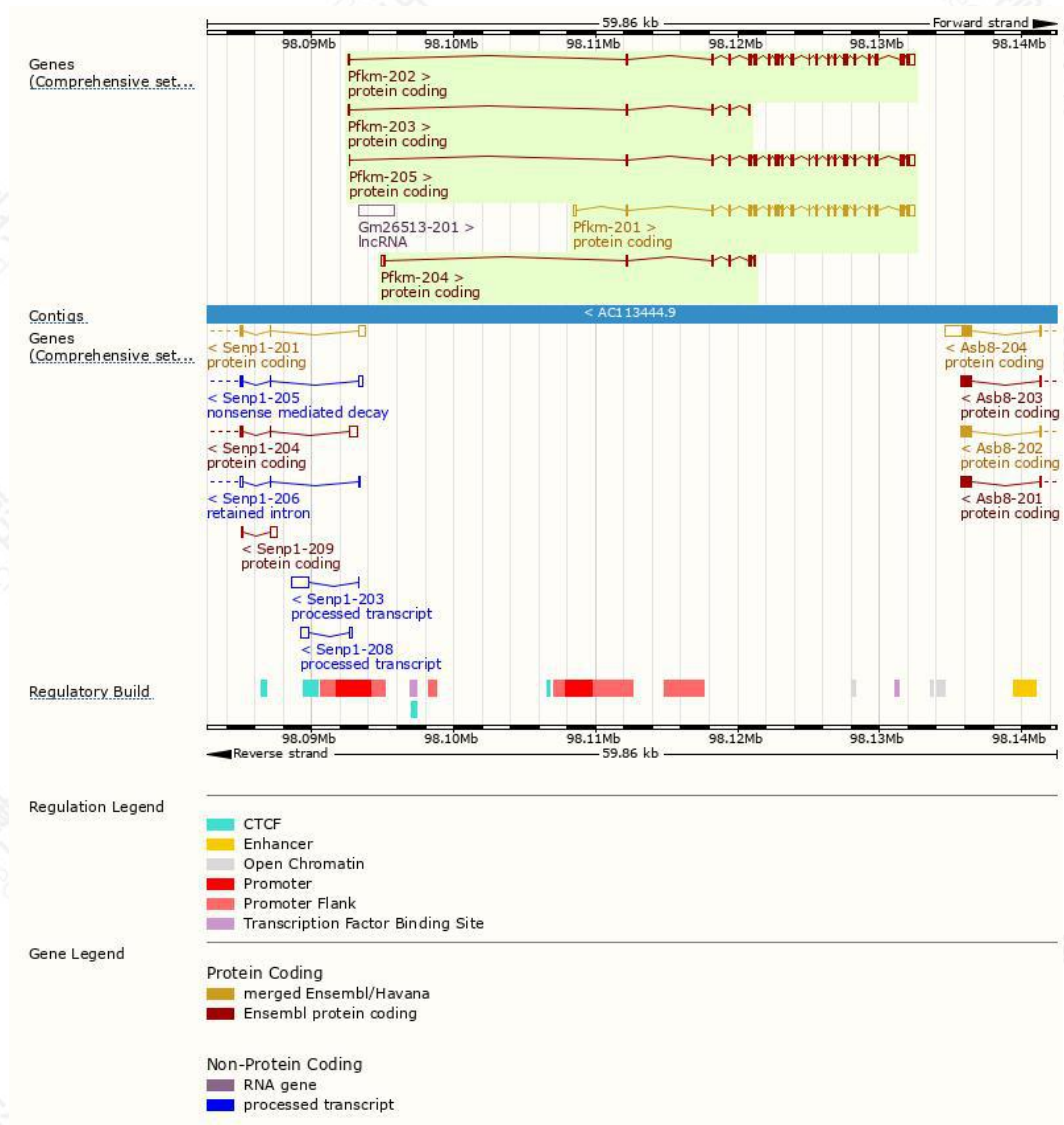 59.86 kb Forward strand
98.09Mb 98.10Mb 98.11Mb 98.12Mb 98.13Mb 98.14Mb
Genes
(Comprehensive set...
Pfkm-202 >
protein coding
Pfkm-203 >
protein coding
Pfkm-205 >
protein coding
Gm26513-201 > Pfkm-201 >
lncRNA protein coding
Pfkm-204 >
protein coding
Contigs < AC113444.9
Genes
(Comprehensive set...
< Senp1-201 < Asb8-204
protein coding protein coding
< Senp1-205 < Asb8-203
nonsense mediated decay protein coding
< Senp1-204 < Asb8-202
protein coding protein coding
< Senp1-206 < Asb8-201
retained intron protein coding
< Senp1-209
protein coding
< Senp1-203
processed transcript
< Senp1-208
processed transcript
Regulatory Build
98.09Mb 98.10Mb 98.11Mb 98.12Mb 98.13Mb 98.14Mb
Reverse strand 59.86 kb
Regulation Legend
CTCF
Enhancer
Open Chromatin
Promoter
Promoter Flank
Transcription Factor Binding Site
Gene Legend
Protein Coding
merged Ensembl/Havana
Ensembl protein coding
Non-Protein Coding
RNA gene
processed transcript